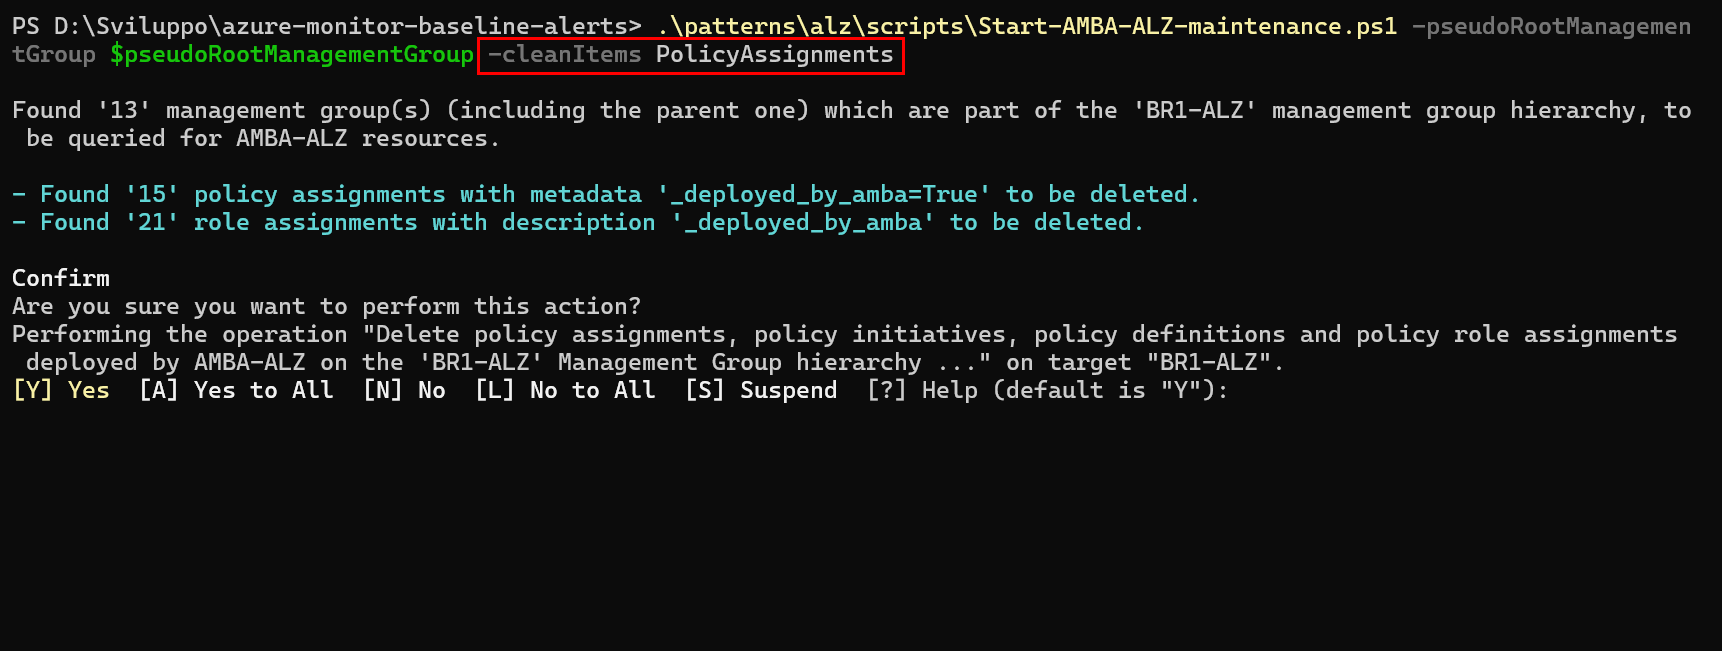 PS D:\Sviluppo\azure-monitor-baseline-alerts> .\patterns\alz\scripts\Start-AMBA-ALZ-maintenance.ps1 -pseudoRootManagemen
tGroup $pseudoRootManagementGroup -cleanItems PolicyAssignments
Found '13' management group(s) (including the parent one) which are part of the 'BR1-ALZ' management group hierarchy, to
be queried for AMBA-ALZ resources.
- Found '15' policy assignments with metadata '_deployed_by_amba=True' to be deleted.
- Found '21' role assignments with description '_deployed_by_amba' to be deleted.
Confirm
Are you sure you want to perform this action?
Performing the operation "Delete policy assignments, policy initiatives, policy definitions and policy role assignments
deployed by AMBA-ALZ on the 'BR1-ALZ' Management Group hierarchy ..." on target "BR1-ALZ".
[Y] Yes  [A] Yes to All  [N] No  [L] No to All  [S] Suspend  [?] Help (default is "Y"):